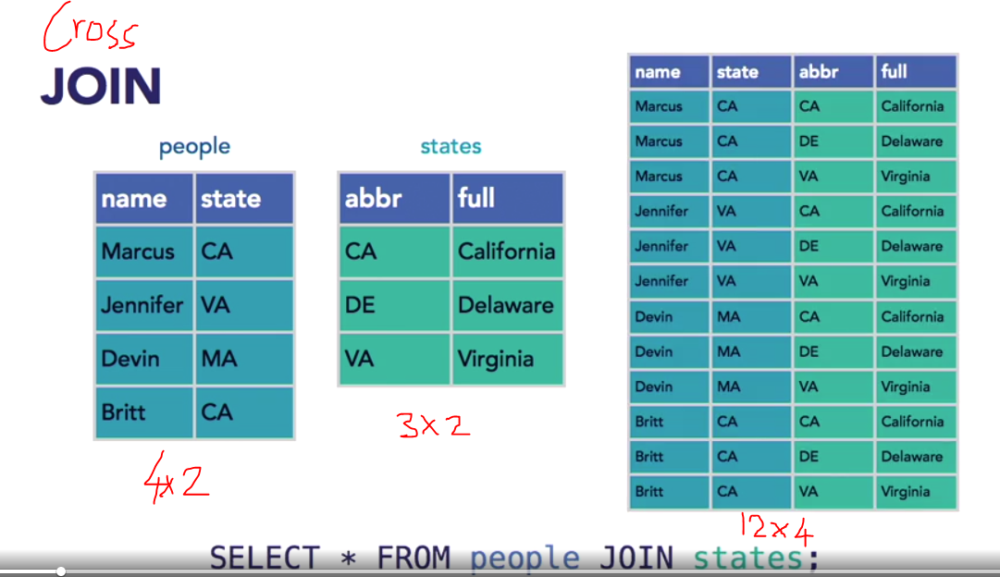 Cross
JOIN
people
name state
Marcus CA
Jennifer VA
Devin MA
Britt CA
4x2
states
abbr full
CA California
DE Delaware
VA Virginia
3x2
name state abbr full
Marcus CA CA California
Marcus CA DE Delaware
Marcus CA VA Virginia
Jennifer VA CA California
Jennifer VA DE Delaware
Jennifer VA VA Virginia
Devin MA CA California
Devin MA DE Delaware
Devin MA VA Virginia
Britt CA CA California
Britt CA DE Delaware
Britt CA VA Virginia
12x4
SELECT * FROM people JOIN states;